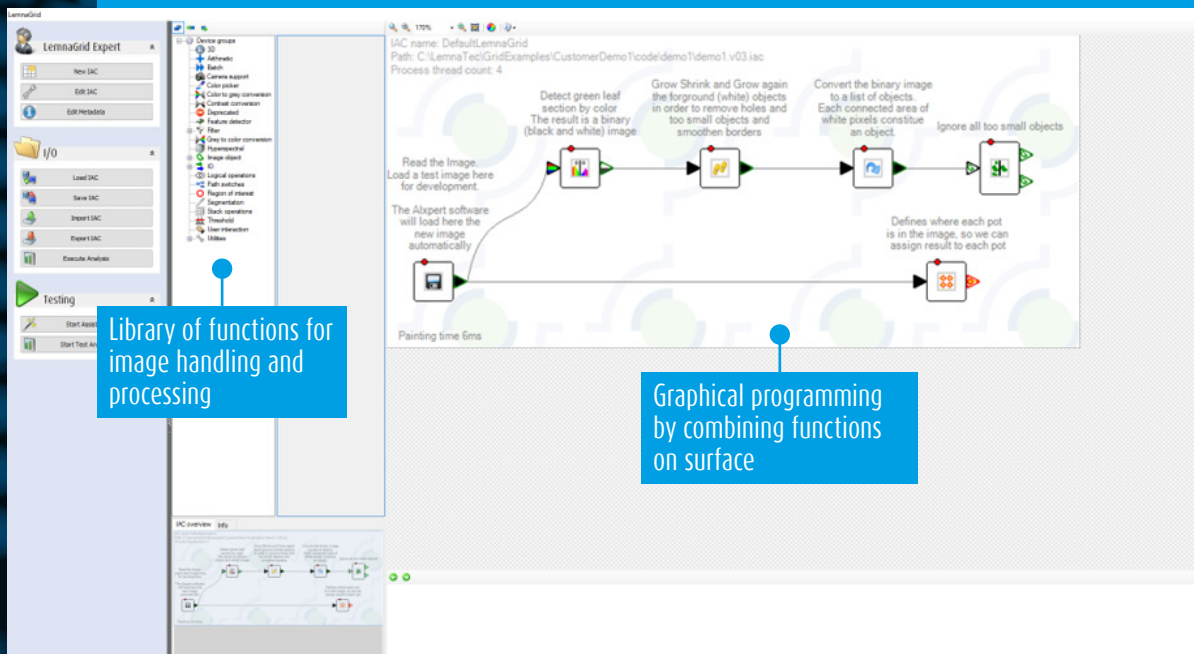 LemnaGrid
LemnaGrid Expert
New IAC
Edit IAC
Edit Metadata
I/O
Load IAC
Save IAC
Import IAC
Export IAC
Execute Analysis
Testing
Start Assist
Start Test An
Device groups
3D
Arithmetic
Batch
Camera support
Color picker
Color to grey conversion
Contrast conversion
Deprecated
Feature detector
Filter
Grey to color conversion
Hyperspectral
Image object
IO
Logical operations
Path switches
Region of interest
Segmentation
Stack operations
Threshold
User interaction
Utilities
Library of functions for
image handling and
processing
170%
IAC name: DefaultLemnaGrid
Path: C:\LemnaTec\GridExamples\CustomerDemo1\code\demo1\demo1.v03.iac
Process thread count: 4
Detect green leaf
section by color
The result is a binary
(black and white) image
Grow Shrink and Grow again
the forground (white) objects
in order to remove holes and
too small objects and
smoothen borders
Convert the binary image
to a list of objects.
Each connected area of
white pixels constitue
an object.
Ignore all too small objects
Read the Image.
Load a test image here
for development.
The AIxpert software
will load here the
new image
automatically
Defines where each pot
is in the image, so we can
assign result to each pot
Painting time 6ms
Graphical programming
by combining functions
on surface
IAC overview
Info